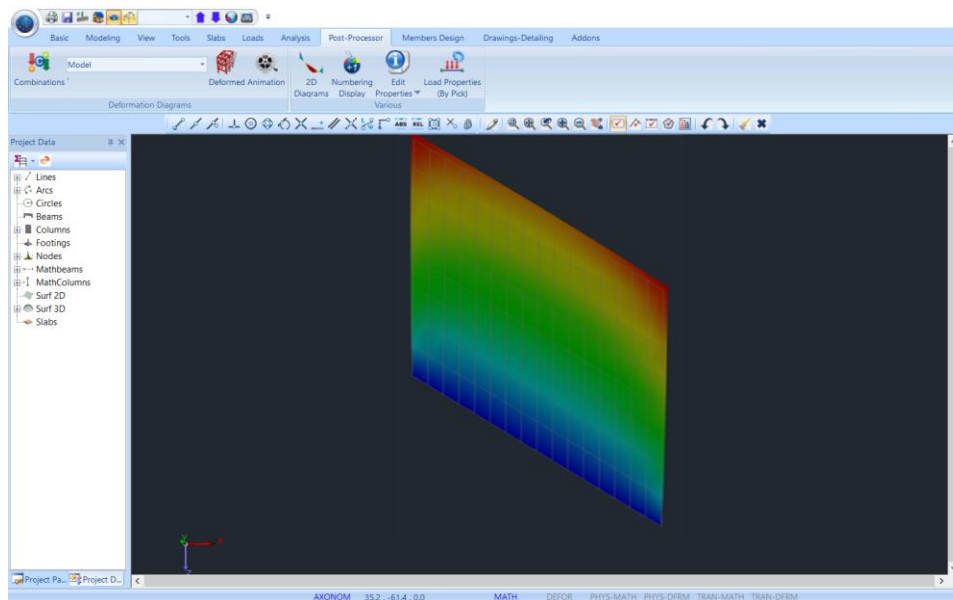 Basic Modeling View Tools Slabs Loads Analysis Post-Processor Members Design Drawings-Detailing Addons
Model
Combinations
Deformed Animation
2D Diagrams
Numbering Display
Edit Properties
Load Properties (By Pick)
Deformation Diagrams
Various
ABS REL
Project Data
Lines
Arcs
Circles
Beams
Columns
Footings
Nodes
Mathbeams
MathColumns
Surf 2D
Surf 3D
Slabs
Y X Z
Project Pa... Project D...
AXONOM 35.2 , -61.4 , 0.0 MATH DEFOR PHYS-MATH PHYS-DFRM TRAN-MATH TRAN-DFRM